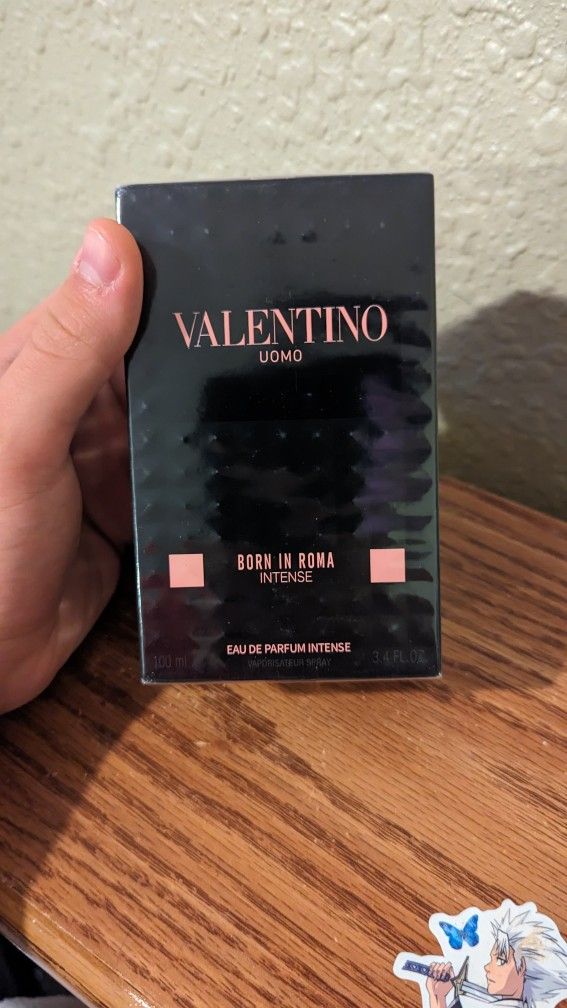 VALENTINO
UOMO
BORN IN ROMA
INTENSE
EAU DE PARFUM INTENSE
100 ml VAPORISATEUR SPRAY 3.4 FL.OZ